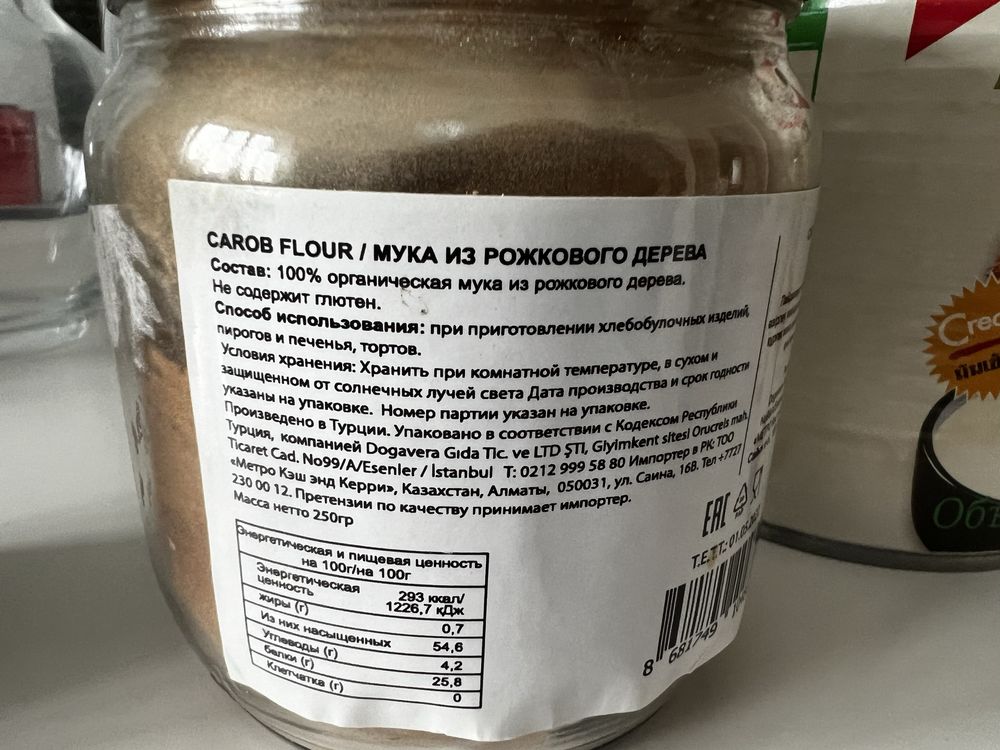 CAROB FLOUR / МУКА ИЗ РОЖКОВОГО ДЕРЕВА
Состав: 100% органическая мука из рожкового дерева.
Не содержит глютен.
Способ использования: при приготовлении хлебобулочных изделий,
пирогов и печенья, тортов.
Условия хранения: Хранить при комнатной температуре, в сухом и
защищенном от солнечных лучей света Дата производства и срок годности
указаны на упаковке. Номер партии указан на упаковке.
Произведено в Турции. Упаковано в соответствии с Кодексом Республики
Турция, компанией Dogavera Gıda Tic. ve LTD ŞTI, Giyimkent sitesi Orucreis mah.
Ticaret Cad. No99/A/Esenler / İstanbul T: 0212 999 58 80 Импортер в РК: ТОО
«Метро Кэш энд Керри», Казахстан, Алматы, 050031, ул. Саина, 16В. Тел +7727
230 00 12. Претензии по качеству принимает импортер.
Масса нетто 250гр
Энергетическая и пищевая ценность
на 100г/на 100г
Энергетическая
ценность
293 ккал/
1226,7 кДж
жиры (г)
0,7
Из них насыщенных
54,6
Углеводы (г)
4,2
белки (г)
25,8
Клетчатка (г)
0
EAC
T.E.T.T.: 01.05.
8 681749
Crea
Объ